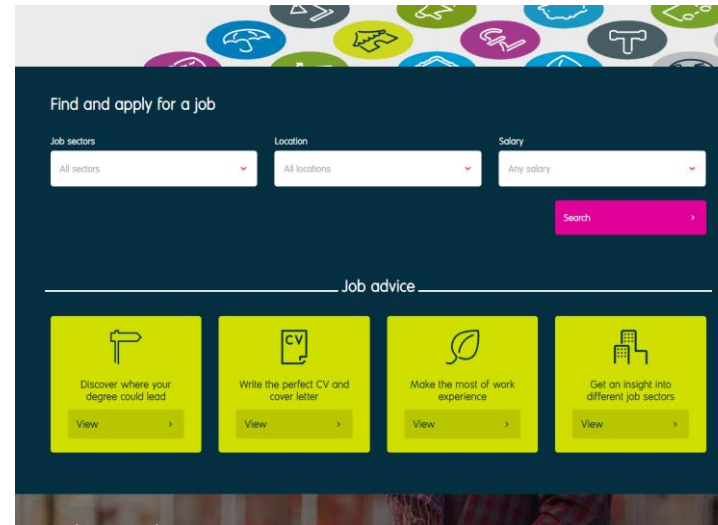 Find and apply for a job
Job sectors
Location
Salary
All sectors
All locations
Any salary
Search
Job advice
CV
Discover where your
degree could lead
View
Write the perfect CV and
cover letter
View
Make the most of work
experience
View
Get an insight into
different job sectors
View